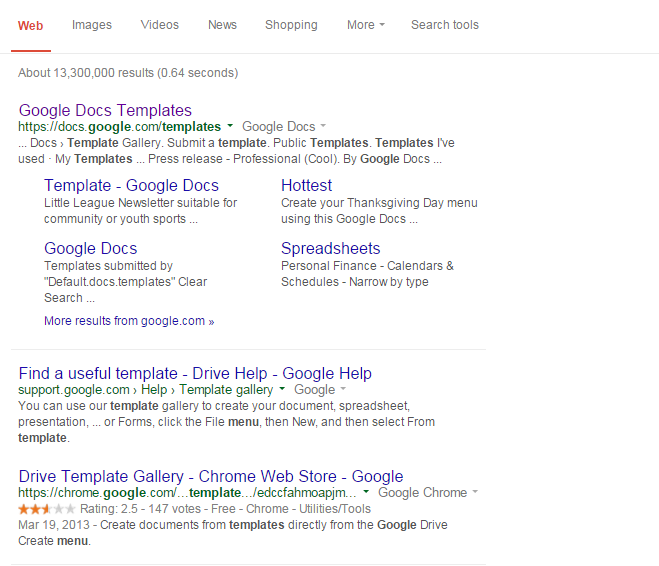 Web Images Videos News Shopping More Search tools
About 13,300,000 results (0.64 seconds)
Google Docs Templates
https://docs.google.com/templates Google Docs
... Docs › Template Gallery. Submit a template. Public Templates. Templates I've
used · My Templates ... Press release - Professional (Cool). By Google Docs ...
Template - Google Docs
Little League Newsletter suitable for
community or youth sports ...
Hottest
Create your Thanksgiving Day menu
using this Google Docs ...
Google Docs
Templates submitted by
"Default.docs.templates" Clear
Search ...
Spreadsheets
Personal Finance - Calendars &
Schedules - Narrow by type
More results from google.com »
Find a useful template - Drive Help - Google Help
support.google.com › Help › Template gallery Google
You can use our template gallery to create your document, spreadsheet,
presentation, ... or Forms, click the File menu, then New, and then select From
template.
Drive Template Gallery - Chrome Web Store - Google
https://chrome.google.com/...template.../edccfahmoapjm... Google Chrome
Rating: 2.5 - 147 votes - Free - Chrome - Utilities/Tools
Mar 19, 2013 - Create documents from templates directly from the Google Drive
Create menu.